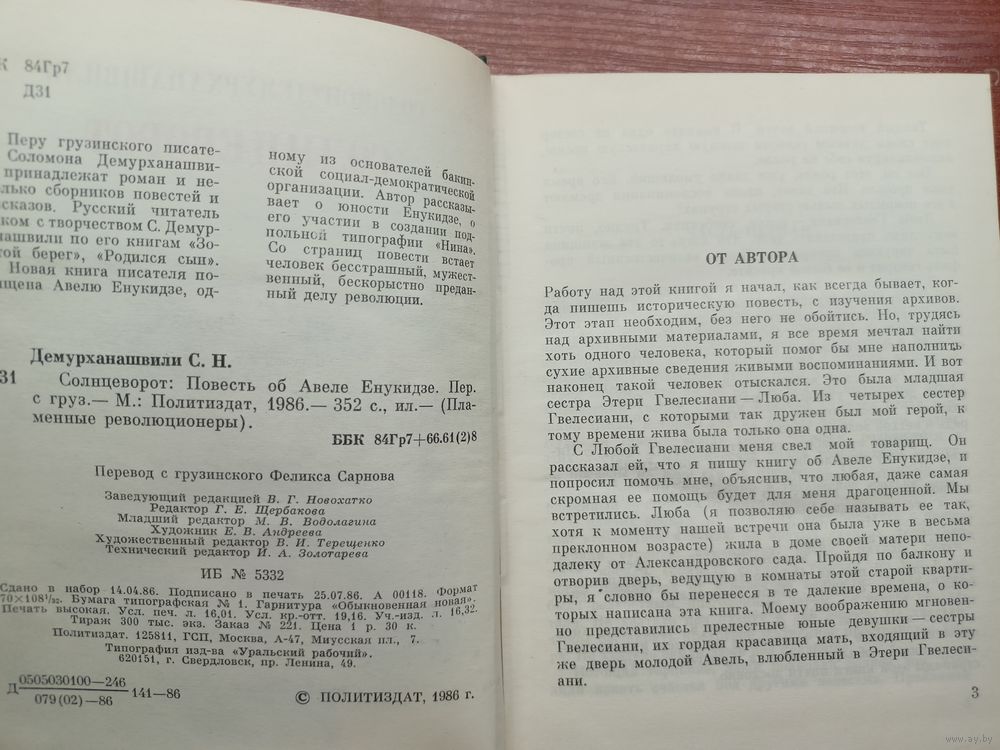 К 84Гр7
Д31
Перу грузинского писате-
Соломона Демурханашви-
принадлежат роман и не-
лько сборников повестей и
сказов. Русский читатель
ком с творчеством С. Демур-
нашвили по его книгам «Зо-
той берег», «Родился сын».
Новая книга писателя по-
ящена Авелю Енукидзе, од-
ному из основателей бакин-
ской социал-демократической
организации. Автор рассказы-
вает о юности Енукидзе, о
его участии в создании под-
польной типографии «Нина».
Со страниц повести встает
человек бесстрашный, мужест-
венный, бескорыстно предан-
ный делу революции.
Демурханашвили С. Н.
31
Солнцеворот: Повесть об Авеле Енукидзе. Пер.
с груз.— М.: Политиздат, 1986.— 352 с., ил.— (Пла-
менные революционеры).
ББК 84Гр7+66.61(2)8
Перевод с грузинского Феликса Сарнова
Заведующий редакцией В. Г. Новохатко
Редактор Г. Е. Щербакова
Младший редактор М. В. Водолагина
Художник Е. В. Андреева
Художественный редактор В. И. Терещенко
Технический редактор И. А. Золотарева
ИБ № 5332
Сдано в набор 14.04.86. Подписано в печать 25.07.86. А 00118. Формат
70×108¹/₃₂. Бумага типографская № 1. Гарнитура «Обыкновенная новая».
Печать высокая. Усл. печ. л. 16,01. Усл. кр.-отт. 19,16. Уч.-изд. л. 16,32.
Тираж 300 тыс. экз. Заказ № 221. Цена 1 р. 30 к.
Политиздат. 125811, ГСП, Москва, А-47, Миусская пл., 7.
Типография изд-ва «Уральский рабочий».
620151, г. Свердловск, пр. Ленина, 49.
Д 0505030100—246 141—86
079(02)—86
© ПОЛИТИЗДАТ, 1986 г.
ОТ АВТОРА
Работу над этой книгой я начал, как всегда бывает, ког-
да пишешь историческую повесть, с изучения архивов.
Этот этап необходим, без него не обойтись. Но, трудясь
над архивными материалами, я все время мечтал найти
хоть одного человека, который помог бы мне наполнить
сухие архивные сведения живыми воспоминаниями. И вот
наконец такой человек отыскался. Это была младшая
сестра Этери Гвелесиани — Люба. Из четырех сестер
Гвелесиани, с которыми так дружен был мой герой, к
тому времени жива была только она одна.
С Любой Гвелесиани меня свел мой товарищ. Он
рассказал ей, что я пишу книгу об Авеле Енукидзе, и
попросил помочь мне, объяснив, что любая, даже самая
скромная ее помощь будет для меня драгоценной. Мы
встретились. Люба (я позволяю себе называть ее так,
хотя к моменту нашей встречи она была уже в весьма
преклонном возрасте) жила в доме своей матери непо-
далеку от Александровского сада. Пройдя по балкону и
отворив дверь, ведущую в комнаты этой старой кварти-
ры, я словно бы перенесся в те далекие времена, о ко-
торых написана эта книга. Моему воображению мгновен-
но представились прелестные юные девушки — сестры
Гвелесиани, их гордая красавица мать, входящий в эту
же дверь молодой Авель, влюбленный в Этери Гвелеси-
ани.
3
www.ay.by